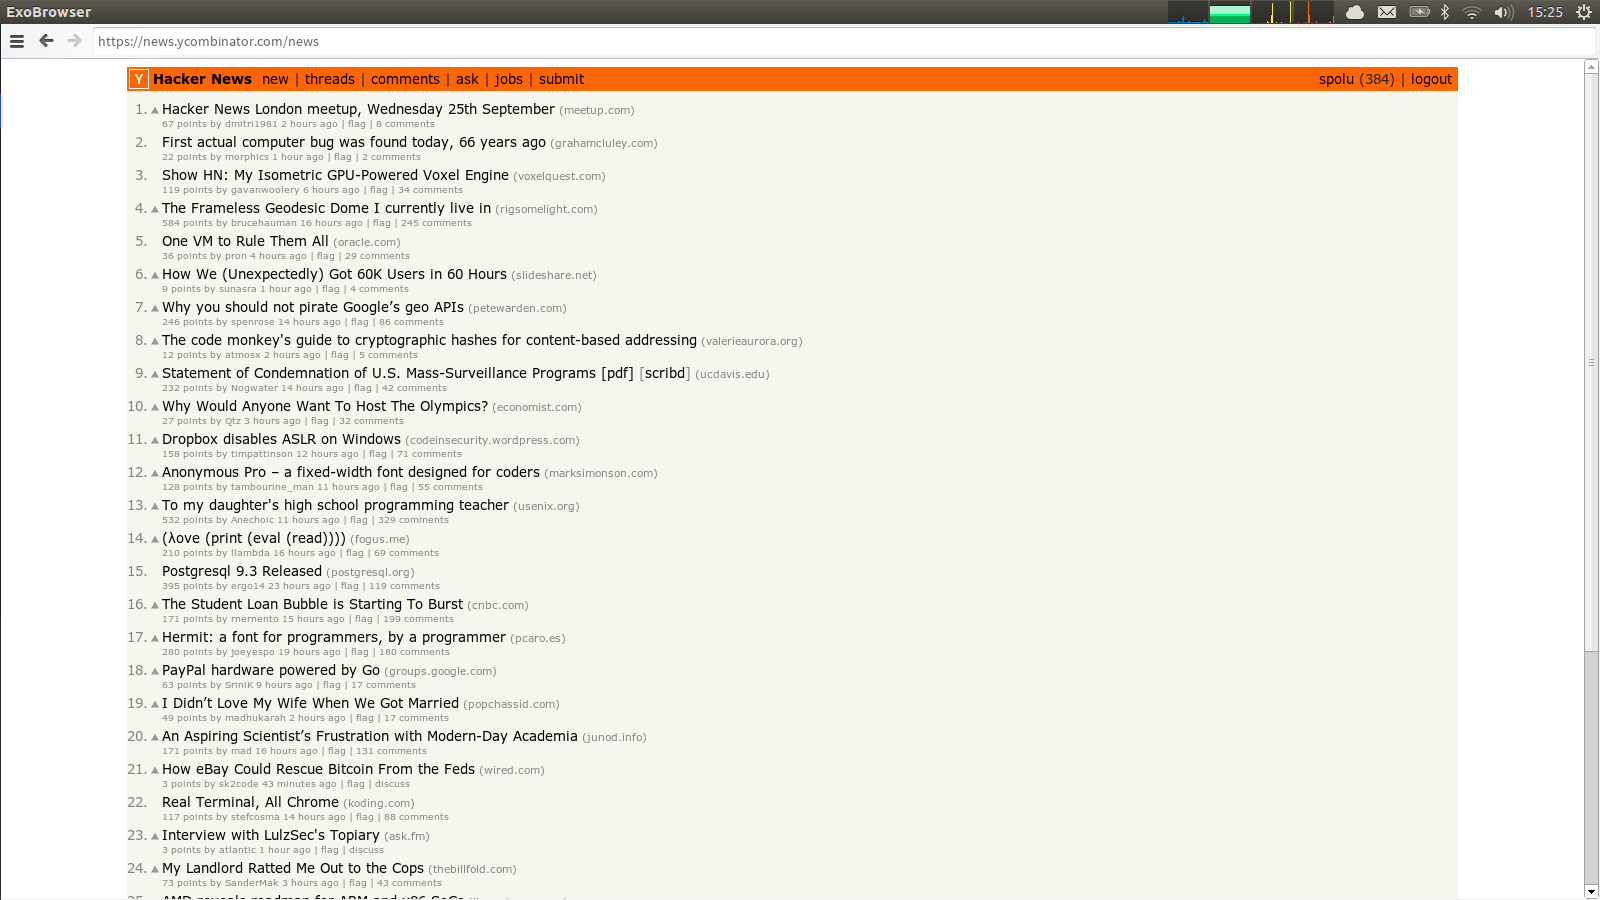 ExoBrowser
15:25
https://news.ycombinator.com/news
Y Hacker News new | threads | comments | ask | jobs | submit spolu (384) | logout
1. Hacker News London meetup, Wednesday 25th September (meetup.com)
67 points by dmitri1981 2 hours ago | flag | 8 comments
2. First actual computer bug was found today, 66 years ago (grahamcluley.com)
22 points by morphics 1 hour ago | flag | 2 comments
3. Show HN: My Isometric GPU-Powered Voxel Engine (voxelquest.com)
119 points by gavanwoolery 6 hours ago | flag | 34 comments
4. The Frameless Geodesic Dome I currently live in (rigsomelight.com)
584 points by brucehauman 16 hours ago | flag | 245 comments
5. One VM to Rule Them All (oracle.com)
36 points by pron 4 hours ago | flag | 29 comments
6. How We (Unexpectedly) Got 60K Users in 60 Hours (slideshare.net)
9 points by sunasra 1 hour ago | flag | 4 comments
7. Why you should not pirate Google’s geo APIs (petewarden.com)
246 points by spenrose 14 hours ago | flag | 86 comments
8. The code monkey's guide to cryptographic hashes for content-based addressing (valerieaurora.org)
12 points by atmosx 2 hours ago | flag | 5 comments
9. Statement of Condemnation of U.S. Mass-Surveillance Programs [pdf] [scribd] (ucdavis.edu)
232 points by Nogwater 14 hours ago | flag | 42 comments
10. Why Would Anyone Want To Host The Olympics? (economist.com)
27 points by Qtz 3 hours ago | flag | 32 comments
11. Dropbox disables ASLR on Windows (codeinsecurity.wordpress.com)
158 points by timpattinson 12 hours ago | flag | 71 comments
12. Anonymous Pro – a fixed-width font designed for coders (marksimonson.com)
128 points by tambourine_man 11 hours ago | flag | 55 comments
13. To my daughter's high school programming teacher (usenix.org)
532 points by Anechoic 11 hours ago | flag | 329 comments
14. (λove (print (eval (read)))) (fogus.me)
210 points by llambda 16 hours ago | flag | 69 comments
15. Postgresql 9.3 Released (postgresql.org)
395 points by ergo14 23 hours ago | flag | 119 comments
16. The Student Loan Bubble is Starting To Burst (cnbc.com)
171 points by rnernento 15 hours ago | flag | 199 comments
17. Hermit: a font for programmers, by a programmer (pcaro.es)
280 points by joeyespo 19 hours ago | flag | 180 comments
18. PayPal hardware powered by Go (groups.google.com)
63 points by SriniK 9 hours ago | flag | 17 comments
19. I Didn’t Love My Wife When We Got Married (popchassid.com)
49 points by madhukarah 2 hours ago | flag | 17 comments
20. An Aspiring Scientist’s Frustration with Modern-Day Academia (junod.info)
171 points by mad 16 hours ago | flag | 131 comments
21. How eBay Could Rescue Bitcoin From the Feds (wired.com)
3 points by sk2code 43 minutes ago | flag | discuss
22. Real Terminal, All Chrome (koding.com)
117 points by stefcosma 14 hours ago | flag | 88 comments
23. Interview with LulzSec's Topiary (ask.fm)
3 points by atlantic 1 hour ago | flag | discuss
24. My Landlord Ratted Me Out to the Cops (thebillfold.com)
73 points by SanderMak 3 hours ago | flag | 43 comments
AMD reveals roadmap for ARM and x86 SoCs